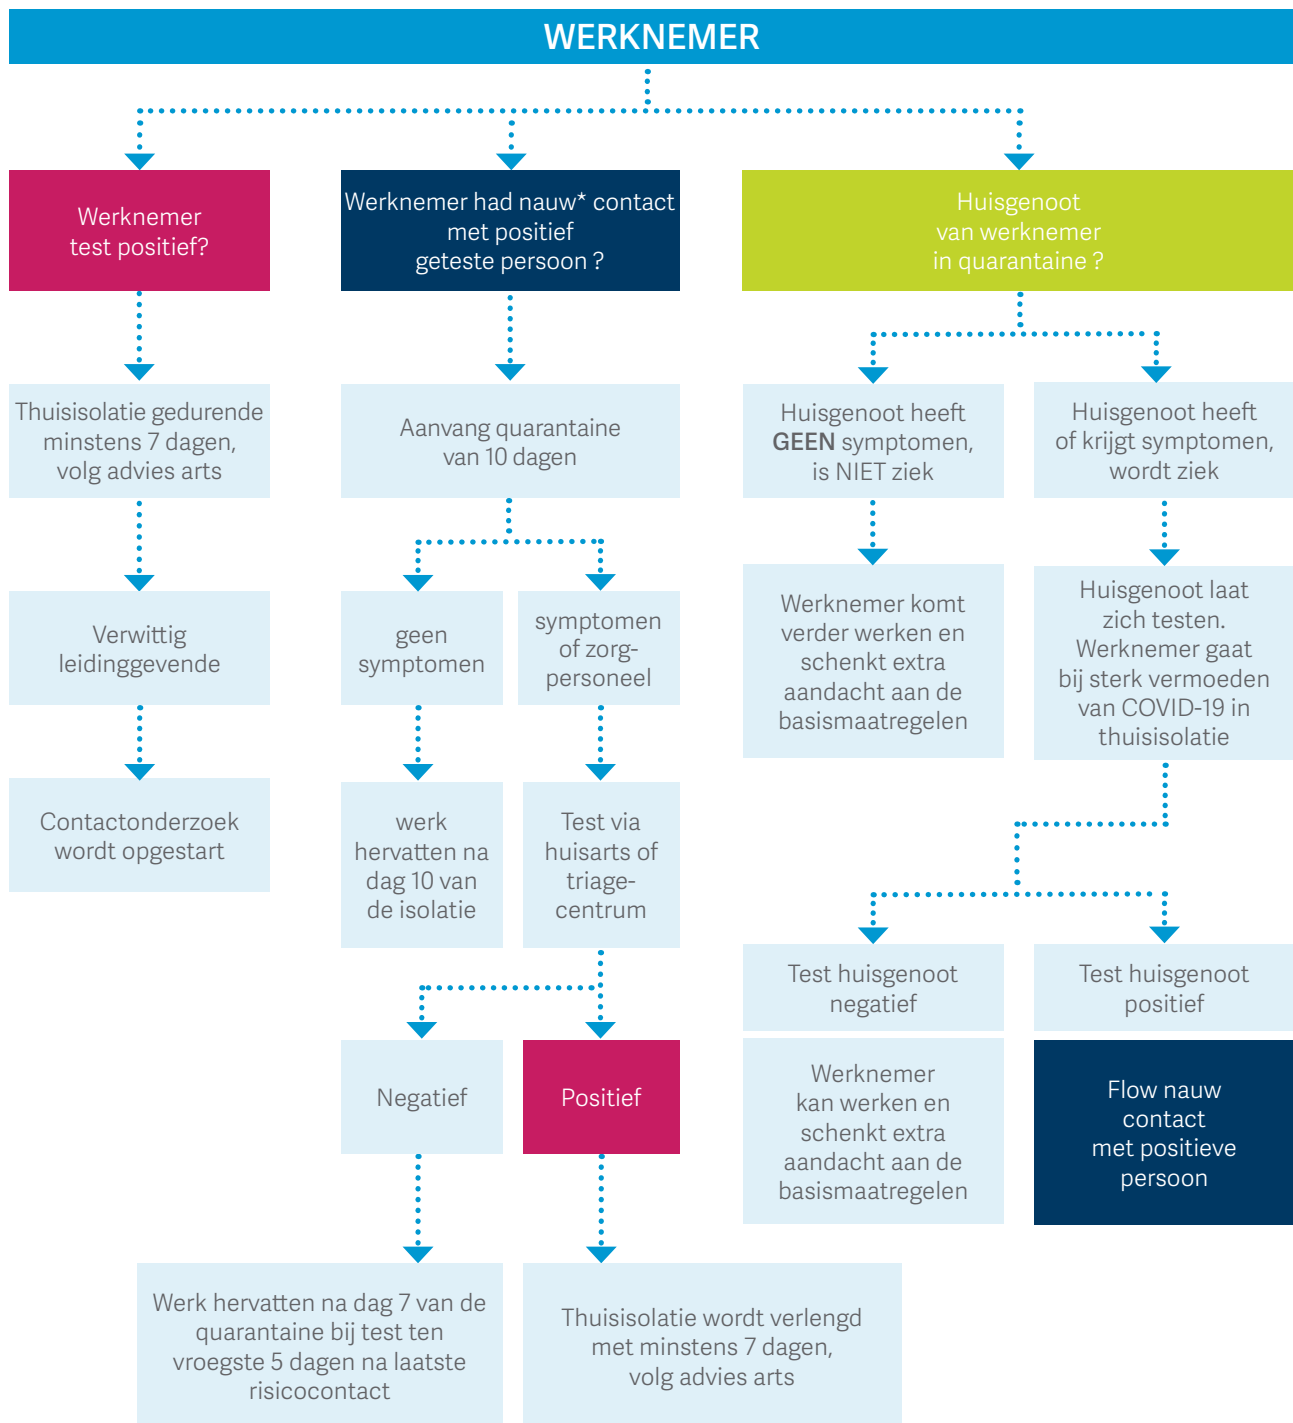 WERKNEMER
Werknemer
test positief?
Werknemer had nauw* contact
met positief
geteste persoon ?
Huisgenoot
van werknemer
in quarantaine ?
Thuisisolatie gedurende
minstens 7 dagen,
volg advies arts
Aanvang quarantaine
van 10 dagen
Huisgenoot heeft
GEEN symptomen,
is NIET ziek
Huisgenoot heeft
of krijgt symptomen,
wordt ziek
Verwittig
leidinggevende
geen
symptomen
symptomen
of zorg-
personeel
Werknemer komt
verder werken en
schenkt extra
aandacht aan de
basismaatregelen
Huisgenoot laat
zich testen.
Werknemer gaat
bij sterk vermoeden
van COVID-19 in
thuisisolatie
Contactonderzoek
wordt opgestart
werk
hervatten na
dag 10 van
de isolatie
Test via
huisarts of
triage-
centrum
Test huisgenoot
negatief
Test huisgenoot
positief
Negatief
Positief
Werknemer
kan werken en
schenkt extra
aandacht aan de
basismaatregelen
Flow nauw
contact
met positieve
persoon
Werk hervatten na dag 7 van de
quarantaine bij test ten
vroegste 5 dagen na laatste
risicocontact
Thuisisolatie wordt verlengd
met minstens 7 dagen,
volg advies arts